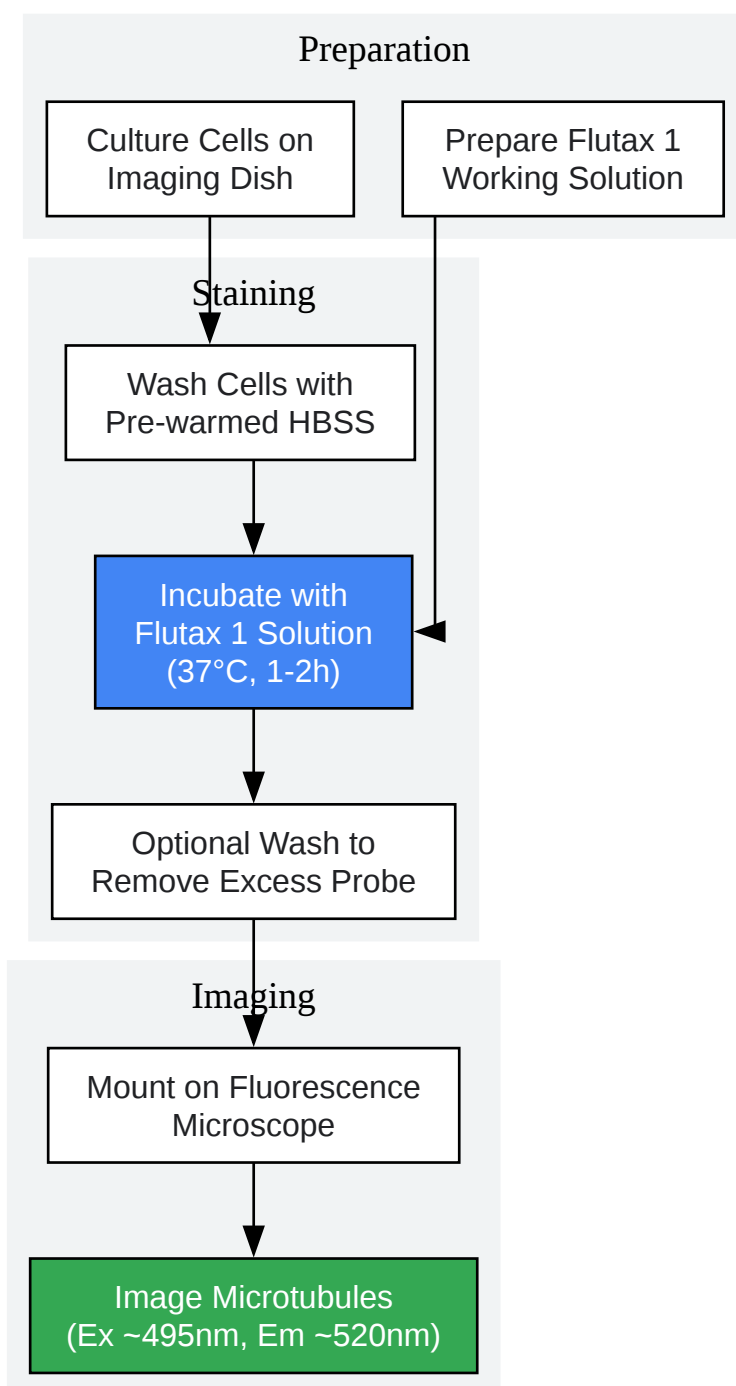 Preparation
Culture Cells on
Imaging Dish
Prepare Flutax 1
Working Solution
Staining
Wash Cells with
Pre-warmed HBSS
Incubate with
Flutax 1 Solution
(37°C, 1-2h)
Optional Wash to
Remove Excess Probe
Imaging
Mount on Fluorescence
Microscope
Image Microtubules
(Ex ~495nm, Em ~520nm)